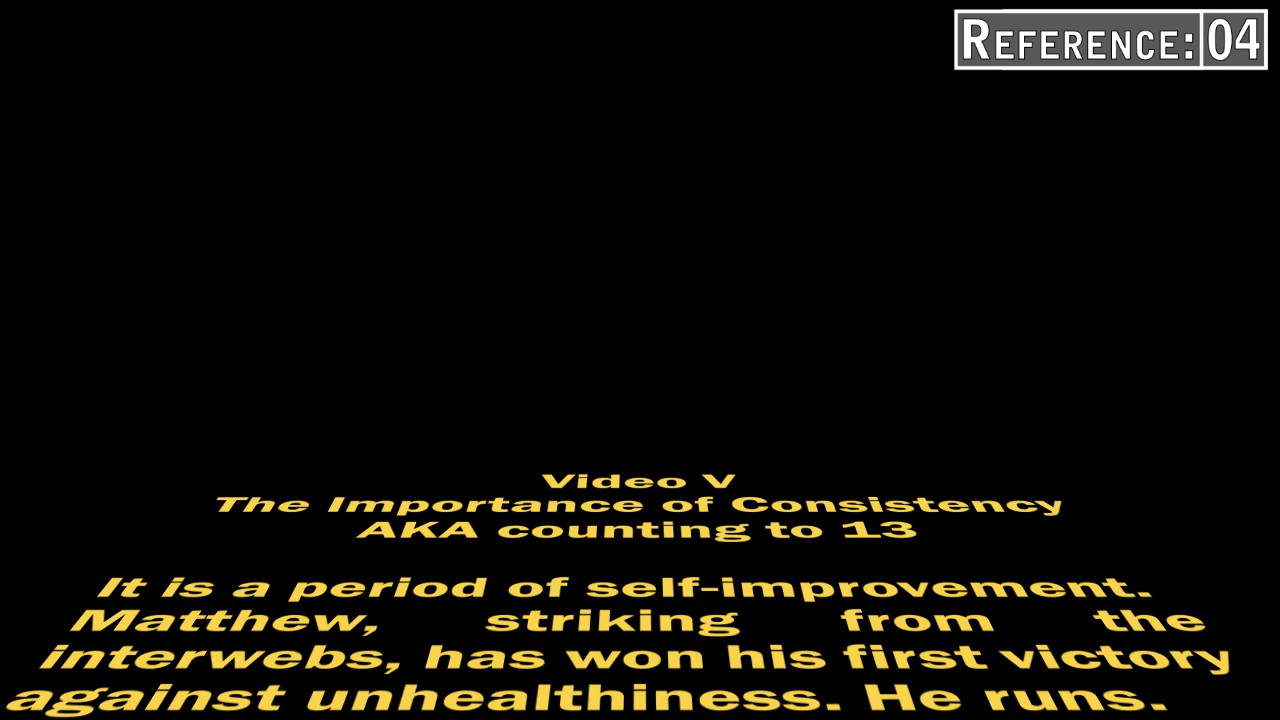 Reference: 04
Video V
The Importance of Consistency
AKA counting to 13
It is a period of self-improvement.
Matthew, striking from the
interwebs, has won his first victory
against unhealthiness. He runs.